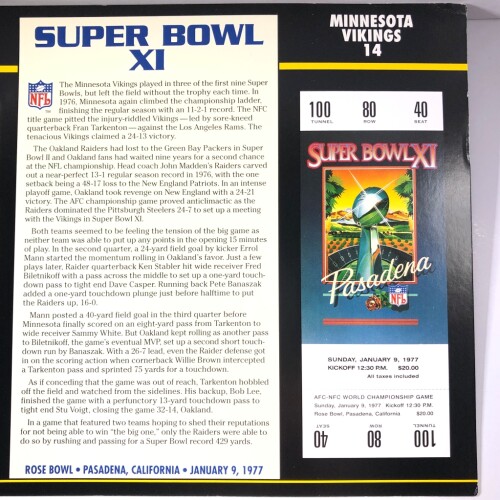 SUPER BOWL
XI
NFL
The Minnesota Vikings played in three of the first nine Super
Bowls, but left the field without the trophy each time. In
1976, Minnesota again climbed the championship ladder,
finishing the regular season with an 11-2-1 record. The NFC
title game pitted the injury-riddled Vikings—led by sore-kneed
quarterback Fran Tarkenton—against the Los Angeles Rams. The
tenacious Vikings claimed a 24-13 victory.
The Oakland Raiders had lost to the Green Bay Packers in Super
Bowl II and Oakland fans had waited nine years for a second chance
at the NFL championship. Head coach John Madden's Raiders carved
out a near-perfect 13-1 regular season record in 1976, with the one
setback being a 48-17 loss to the New England Patriots. In an intense
playoff game, Oakland took revenge on New England with a 24-21
victory. The AFC championship game proved anticlimactic as the
Raiders dominated the Pittsburgh Steelers 24-7 to set up a meeting
with the Vikings in Super Bowl XI.
Both teams seemed to be feeling the tension of the big game as
neither team was able to put up any points in the opening 15 minutes
of play. In the second quarter, a 24-yard field goal by kicker Errol
Mann started the momentum rolling in Oakland's favor. Just a few
plays later, Raider quarterback Ken Stabler hit wide receiver Fred
Biletnikoff with a pass across the middle to set up a one-yard touch-
down pass to tight end Dave Casper. Running back Pete Banaszak
added a one-yard touchdown plunge just before halftime to put
the Raiders up, 16-0.
Mann posted a 40-yard field goal in the third quarter before
Minnesota finally scored on an eight-yard pass from Tarkenton to
wide receiver Sammy White. But Oakland kept rolling as another pass
to Biletnikoff, the game's eventual MVP, set up a second short touch-
down run by Banaszak. With a 26-7 lead, even the Raider defense got
in on the scoring action when cornerback Willie Brown intercepted
a Tarkenton pass and sprinted 75 yards for a touchdown.
As if conceding that the game was out of reach, Tarkenton hobbled
off the field and watched from the sidelines. His backup, Bob Lee,
finished the game with a perfunctory 13-yard touchdown pass to
tight end Stu Voigt, closing the game 32-14, Oakland.
In a game that featured two teams hoping to shed their reputations
for not being able to win "the big one," only the Raiders were able to
do so by rushing and passing for a Super Bowl record 429 yards.
ROSE BOWL • PASADENA, CALIFORNIA • JANUARY 9, 1977
MINNESOTA
VIKINGS
14
100 80 40
TUNNEL ROW SEAT
SUPER BOWL XI
Pasadena
NFL
SUNDAY, JANUARY 9, 1977
KICKOFF 12:30 P.M. $20.00
All taxes included
AFC-NFC WORLD CHAMPIONSHIP GAME
Sunday, January 9, 1977 Kickoff 12:30 P.M.
Rose Bowl, Pasadena, California $20.00
SEAT ROW TUNNEL
40 80 100